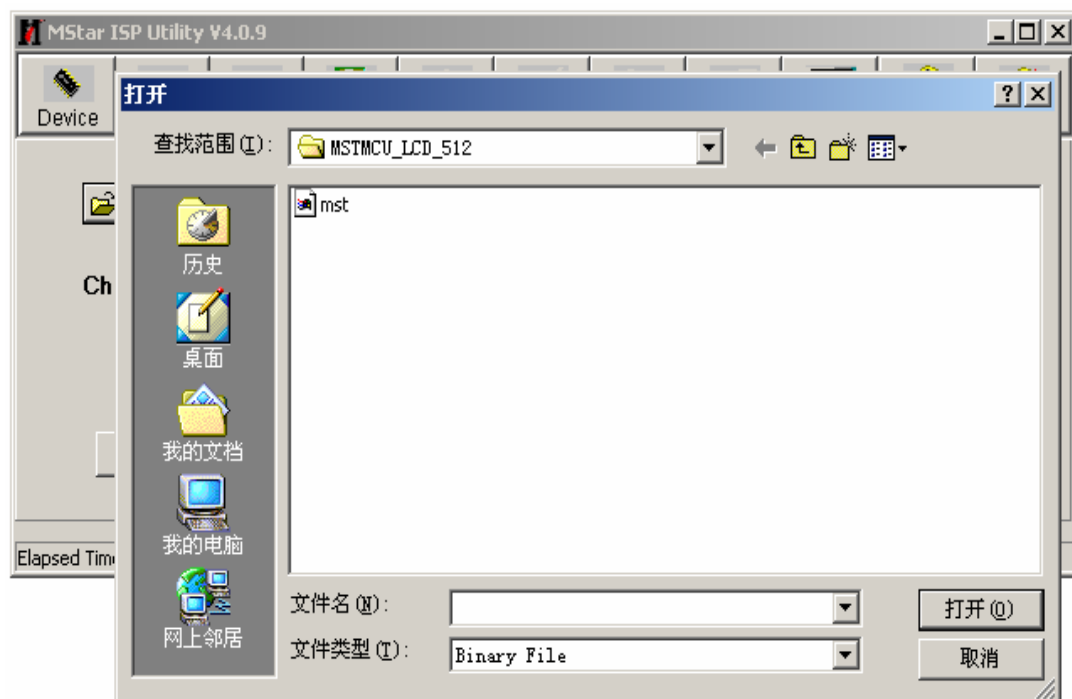 MStar ISP Utility V4.0.9
Device
打开
查找范围(I):
MSTMCU_LCD_512
mst
历史
桌面
我的文档
我的电脑
网上邻居
Ch
Elapsed Tim
文件名(N):
打开(O)
文件类型(T):
Binary File
取消